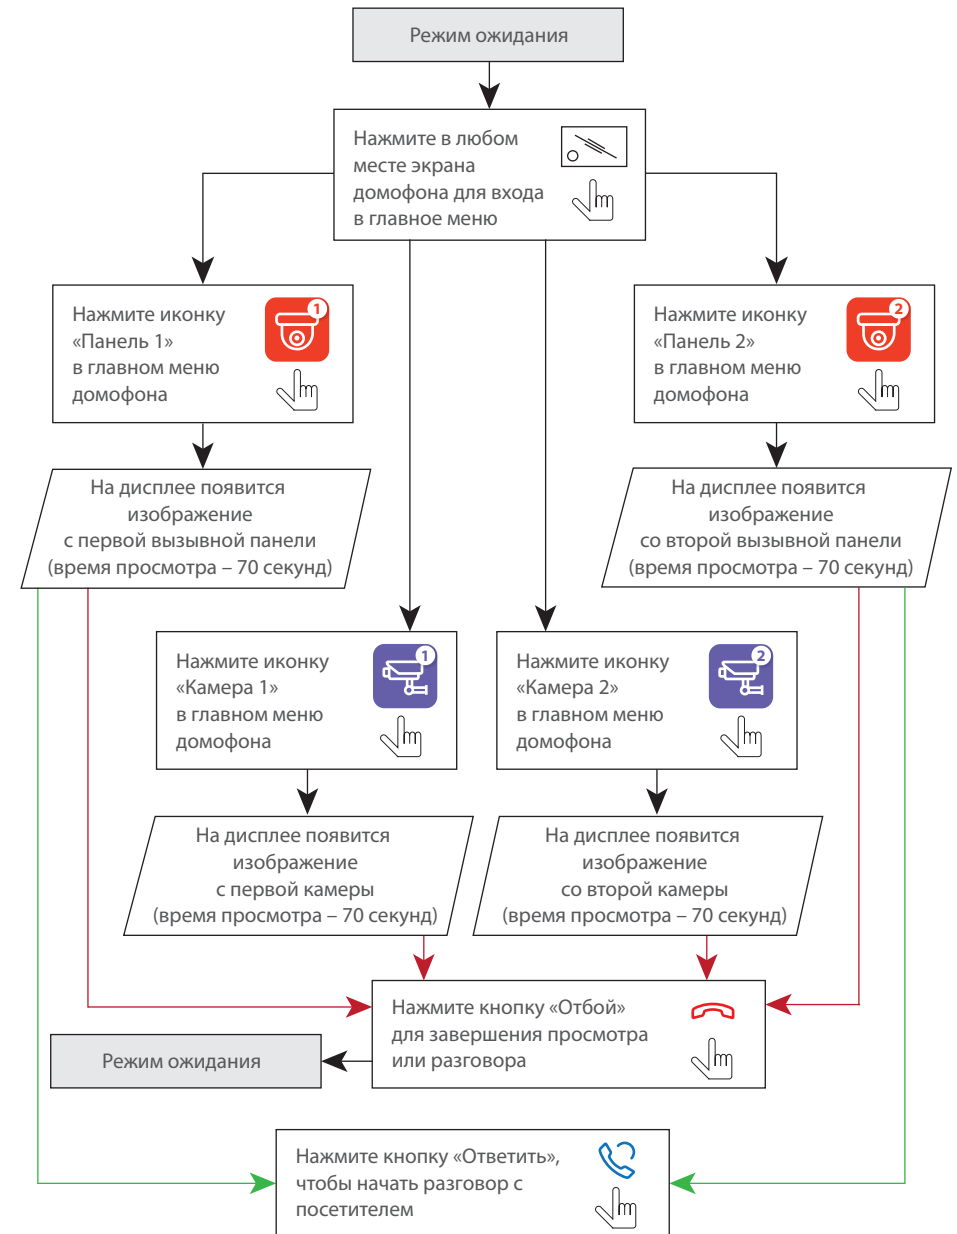 Режим ожидания
Нажмите в любом
месте экрана
домофона для входа
в главное меню
Нажмите иконку
«Панель 1»
в главном меню
домофона
1
Нажмите иконку
«Панель 2»
в главном меню
домофона
2
На дисплее появится
изображение
с первой вызывной панели
(время просмотра – 70 секунд)
На дисплее появится
изображение
со второй вызывной панели
(время просмотра – 70 секунд)
Нажмите иконку
«Камера 1»
в главном меню
домофона
1
Нажмите иконку
«Камера 2»
в главном меню
домофона
2
На дисплее появится
изображение
с первой камеры
(время просмотра – 70 секунд)
На дисплее появится
изображение
со второй камеры
(время просмотра – 70 секунд)
Нажмите кнопку «Отбой»
для завершения просмотра
или разговора
Режим ожидания
Нажмите кнопку «Ответить»,
чтобы начать разговор с
посетителем